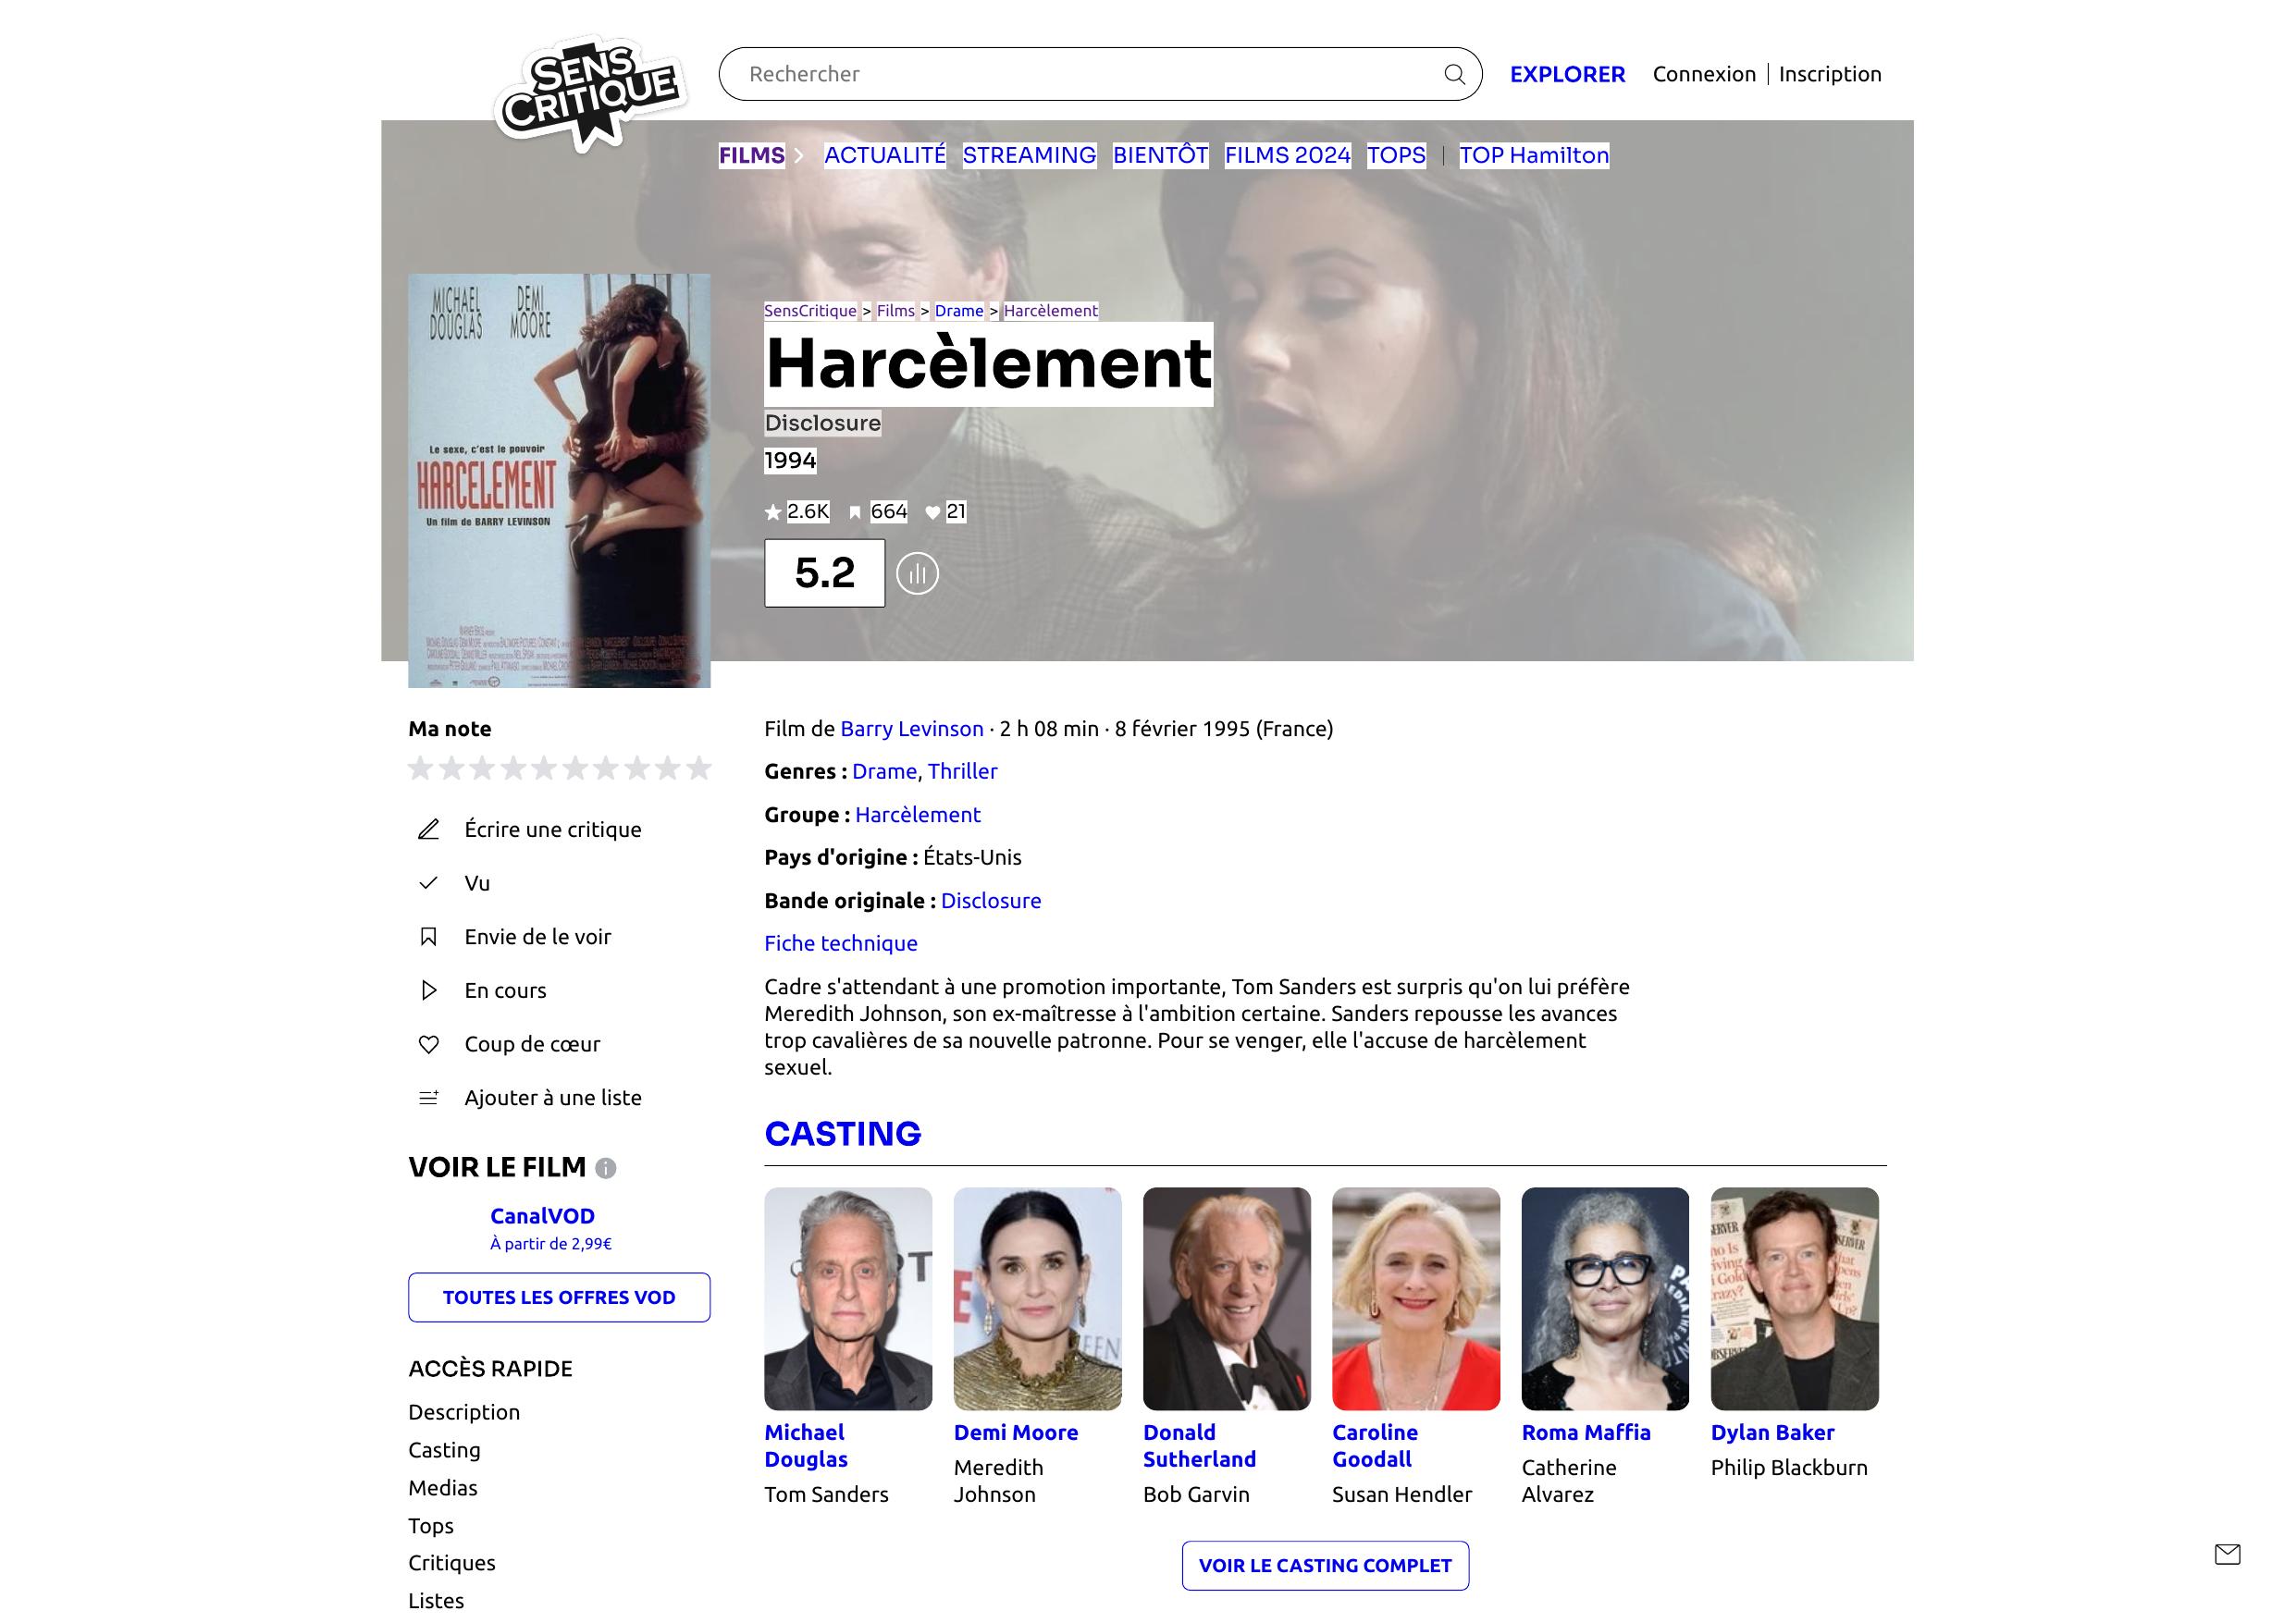 SENS
CRITIQUE
Rechercher
EXPLORER
Connexion
Inscription
FILMS
ACTUALITÉ
STREAMING
BIENTÔT
FILMS 2024
TOPS
TOP Hamilton
MICHAEL
DOUGLAS
DEMI
MOORE
Le sexe, c'est le pouvoir
HARCELEMENT
Un film de BARRY LEVINSON
SensCritique > Films > Drame > Harcèlement
Harcèlement
Disclosure
1994
2.6K
664
21
5.2
Ma note
Écrire une critique
Vu
Envie de le voir
En cours
Coup de cœur
Ajouter à une liste
VOIR LE FILM
CanalVOD
À partir de 2,99€
TOUTES LES OFFRES VOD
ACCÈS RAPIDE
Description
Casting
Medias
Tops
Critiques
Listes
Film de Barry Levinson · 2 h 08 min · 8 février 1995 (France)
Genres : Drame, Thriller
Groupe : Harcèlement
Pays d'origine : États-Unis
Bande originale : Disclosure
Fiche technique
Cadre s'attendant à une promotion importante, Tom Sanders est surpris qu'on lui préfère
Meredith Johnson, son ex-maîtresse à l'ambition certaine. Sanders repousse les avances
trop cavalières de sa nouvelle patronne. Pour se venger, elle l'accuse de harcèlement
sexuel.
CASTING
Michael
Douglas
Tom Sanders
Demi Moore
Meredith
Johnson
Donald
Sutherland
Bob Garvin
Caroline
Goodall
Susan Hendler
Roma Maffia
Catherine
Alvarez
Dylan Baker
Philip Blackburn
VOIR LE CASTING COMPLET